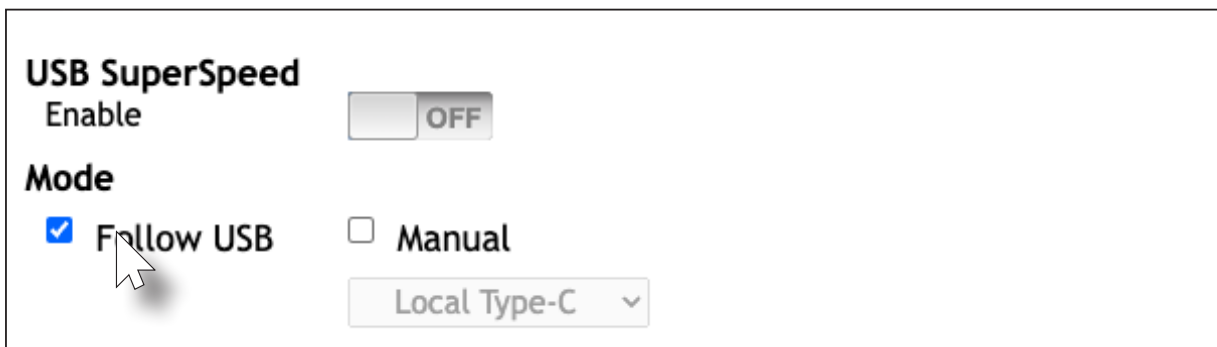 USB SuperSpeed
Enable OFF
Mode
Follow USB Manual
Local Type-C